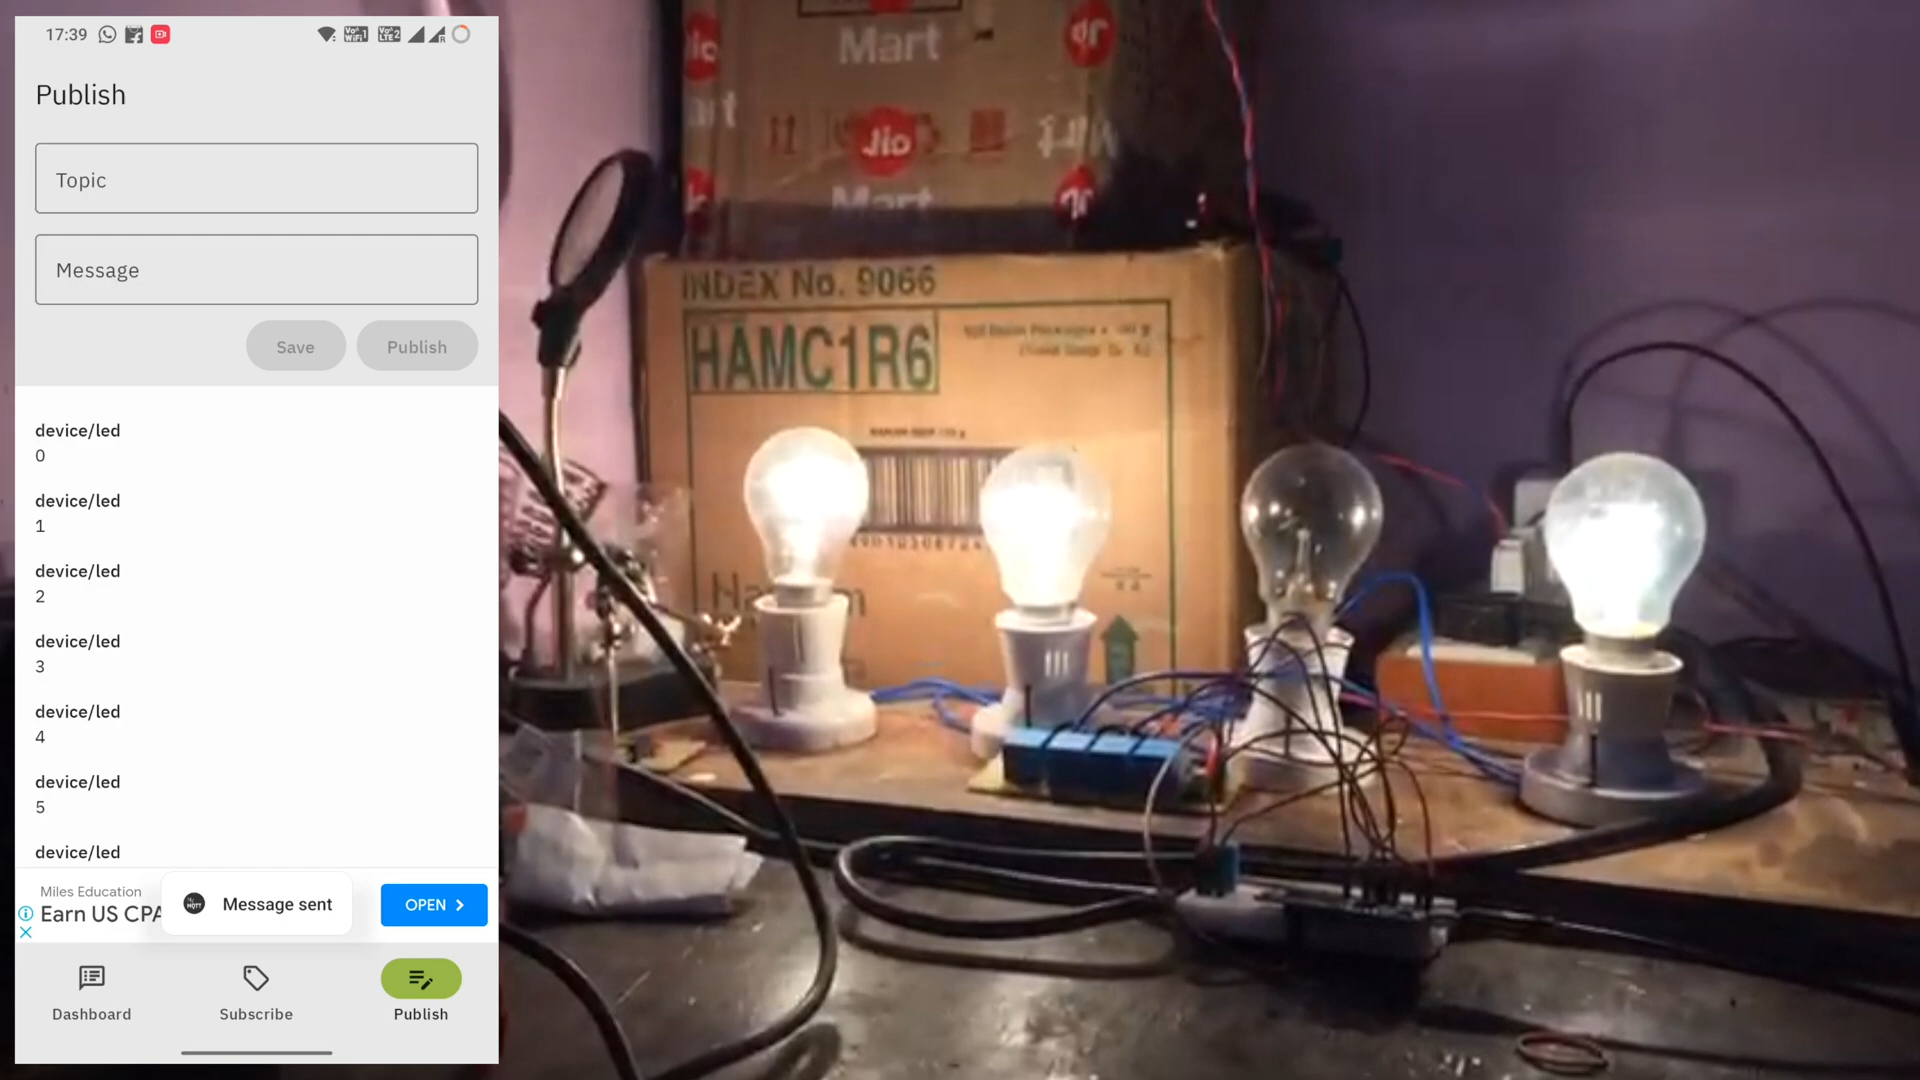 17:39
Publish
Topic
Message
Save
Publish
device/led
0
device/led
1
device/led
2
device/led
3
device/led
4
device/led
5
device/led
Miles Education
Earn US CPA
Message sent
OPEN
Dashboard
Subscribe
Publish
Mart
Jio
Mart
INDEX No. 9066
HAMC1R6